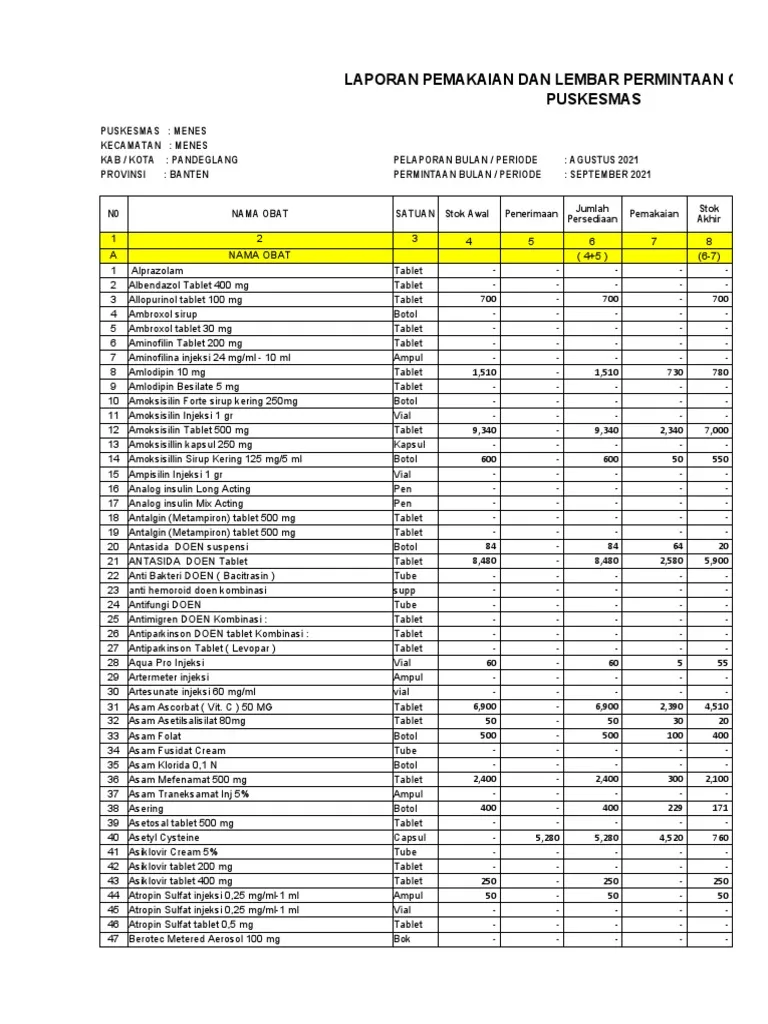 LAPORAN PEMAKAIAN DAN LEMBAR PERMINTAAN
PUSKESMAS
PUSKESMAS : MENES
KECAMATAN : MENES
KAB / KOTA : PANDEGLANG PELAPORAN BULAN / PERIODE : AGUSTUS 2021
PROVINSI : BANTEN PERMINTAAN BULAN / PERIODE : SEPTEMBER 2021
N0 NAMA OBAT SATUAN Stok Awal Penerimaan Jumlah Persediaan Pemakaian Stok Akhir
1 2 3 4 5 6 7 8
A NAMA OBAT ( 4+5 ) (6-7)
1 Alprazolam Tablet - - - - -
2 Albendazol Tablet 400 mg Tablet - - - - -
3 Allopurinol tablet 100 mg Tablet 700 - 700 - 700
4 Ambroxol sirup Botol - - - - -
5 Ambroxol tablet 30 mg Tablet - - - - -
6 Aminofilin Tablet 200 mg Tablet - - - - -
7 Aminofilina injeksi 24 mg/ml - 10 ml Ampul - - - - -
8 Amlodipin 10 mg Tablet 1,510 - 1,510 730 780
9 Amlodipin Besilate 5 mg Tablet - - - - -
10 Amoksisilin Forte sirup kering 250mg Botol - - - - -
11 Amoksisilin Injeksi 1 gr Vial - - - - -
12 Amoksisilin Tablet 500 mg Tablet 9,340 - 9,340 2,340 7,000
13 Amoksisillin kapsul 250 mg Kapsul - - - - -
14 Amoksisillin Sirup Kering 125 mg/5 ml Botol 600 - 600 50 550
15 Ampisilin Injeksi 1 gr Vial - - - - -
16 Analog insulin Long Acting Pen - - - - -
17 Analog insulin Mix Acting Pen - - - - -
18 Antalgin (Metampiron) tablet 500 mg Tablet - - - - -
19 Antalgin (Metampiron) tablet 500 mg Tablet - - - - -
20 Antasida DOEN suspensi Botol 84 - 84 64 20
21 ANTASIDA DOEN Tablet Tablet 8,480 - 8,480 2,580 5,900
22 Anti Bakteri DOEN ( Bacitrasin ) Tube - - - - -
23 anti hemoroid doen kombinasi supp - - - - -
24 Antifungi DOEN Tube - - - - -
25 Antimigren DOEN Kombinasi : Tablet - - - - -
26 Antiparkinson DOEN tablet Kombinasi : Tablet - - - - -
27 Antiparkinson Tablet ( Levopar ) Tablet - - - - -
28 Aqua Pro Injeksi Vial 60 - 60 5 55
29 Artermeter injeksi Ampul - - - - -
30 Artesunate injeksi 60 mg/ml vial - - - - -
31 Asam Ascorbat ( Vit. C ) 50 MG Tablet 6,900 - 6,900 2,390 4,510
32 Asam Asetilsalisilat 80mg Tablet 50 - 50 30 20
33 Asam Folat Botol 500 - 500 100 400
34 Asam Fusidat Cream Tube - - - - -
35 Asam Klorida 0,1 N Botol - - - - -
36 Asam Mefenamat 500 mg Tablet 2,400 - 2,400 300 2,100
37 Asam Traneksamat Inj 5% Ampul - - - - -
38 Asering Botol 400 - 400 229 171
39 Asetosal tablet 500 mg Tablet - - - - -
40 Asetyl Cysteine Capsul - 5,280 5,280 4,520 760
41 Asiklovir Cream 5% Tube - - - - -
42 Asiklovir tablet 200 mg Tablet - - - - -
43 Asiklovir tablet 400 mg Tablet 250 - 250 - 250
44 Atropin Sulfat injeksi 0,25 mg/ml-1 ml Ampul 50 - 50 - 50
45 Atropin Sulfat injeksi 0,25 mg/ml-1 ml Vial - - - - -
46 Atropin Sulfat tablet 0,5 mg Tablet - - - - -
47 Berotec Metered Aerosol 100 mg Bok - - - - -